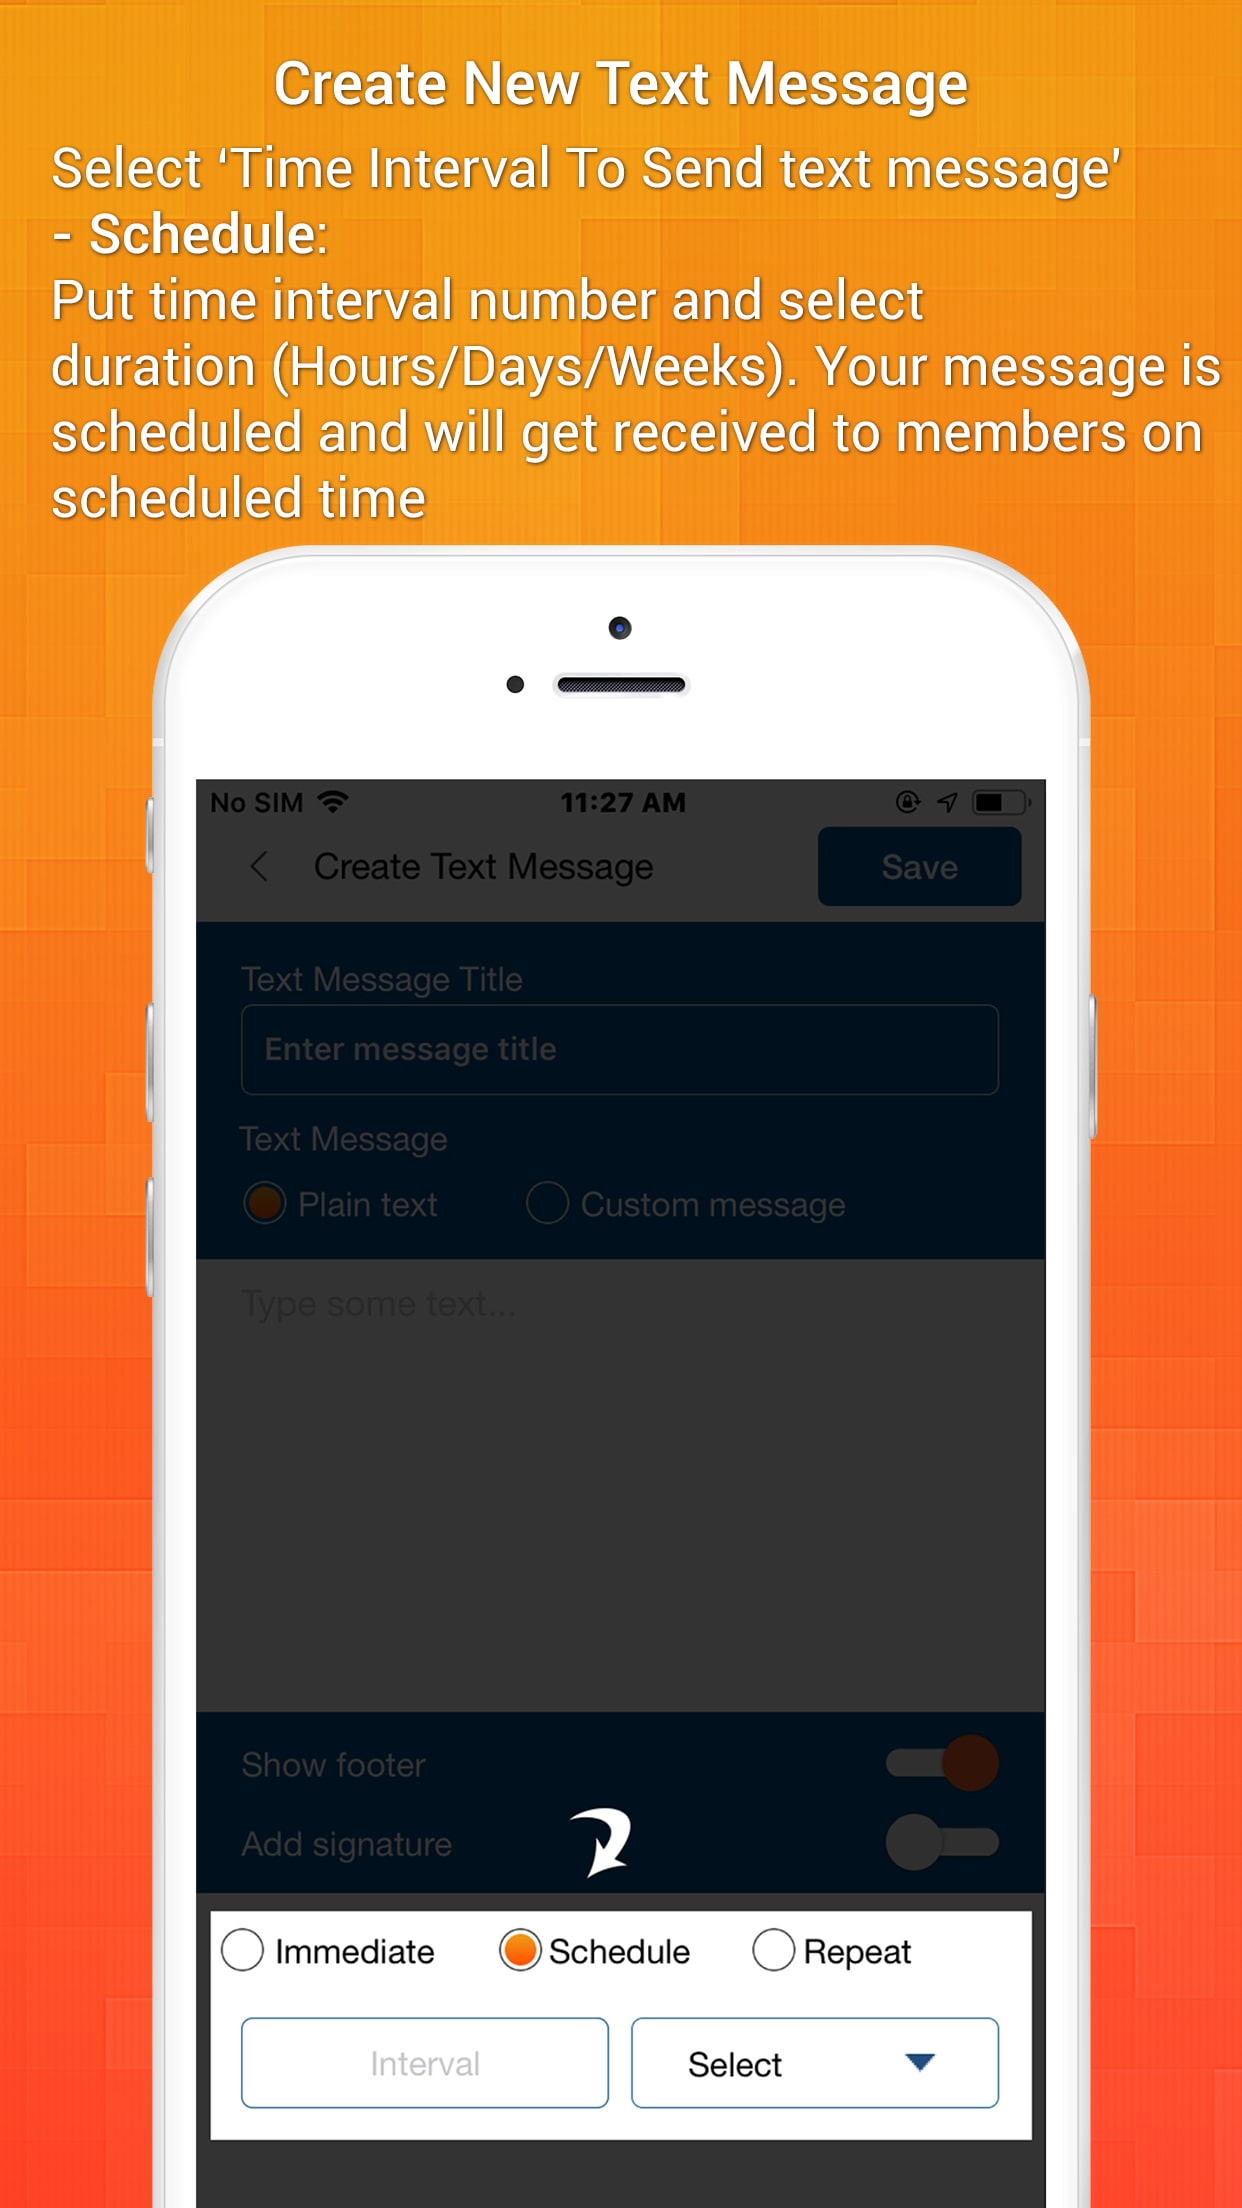 Create New Text Message
Select ‘Time Interval To Send text message’
- Schedule:
Put time interval number and select
duration (Hours/Days/Weeks). Your message is
scheduled and will get received to members on
scheduled time
No SIM 11:27 AM
Create Text Message Save
Text Message Title
Enter message title
Text Message
Plain text Custom message
Type some text...
Show footer
Add signature
Immediate Schedule Repeat
Interval Select